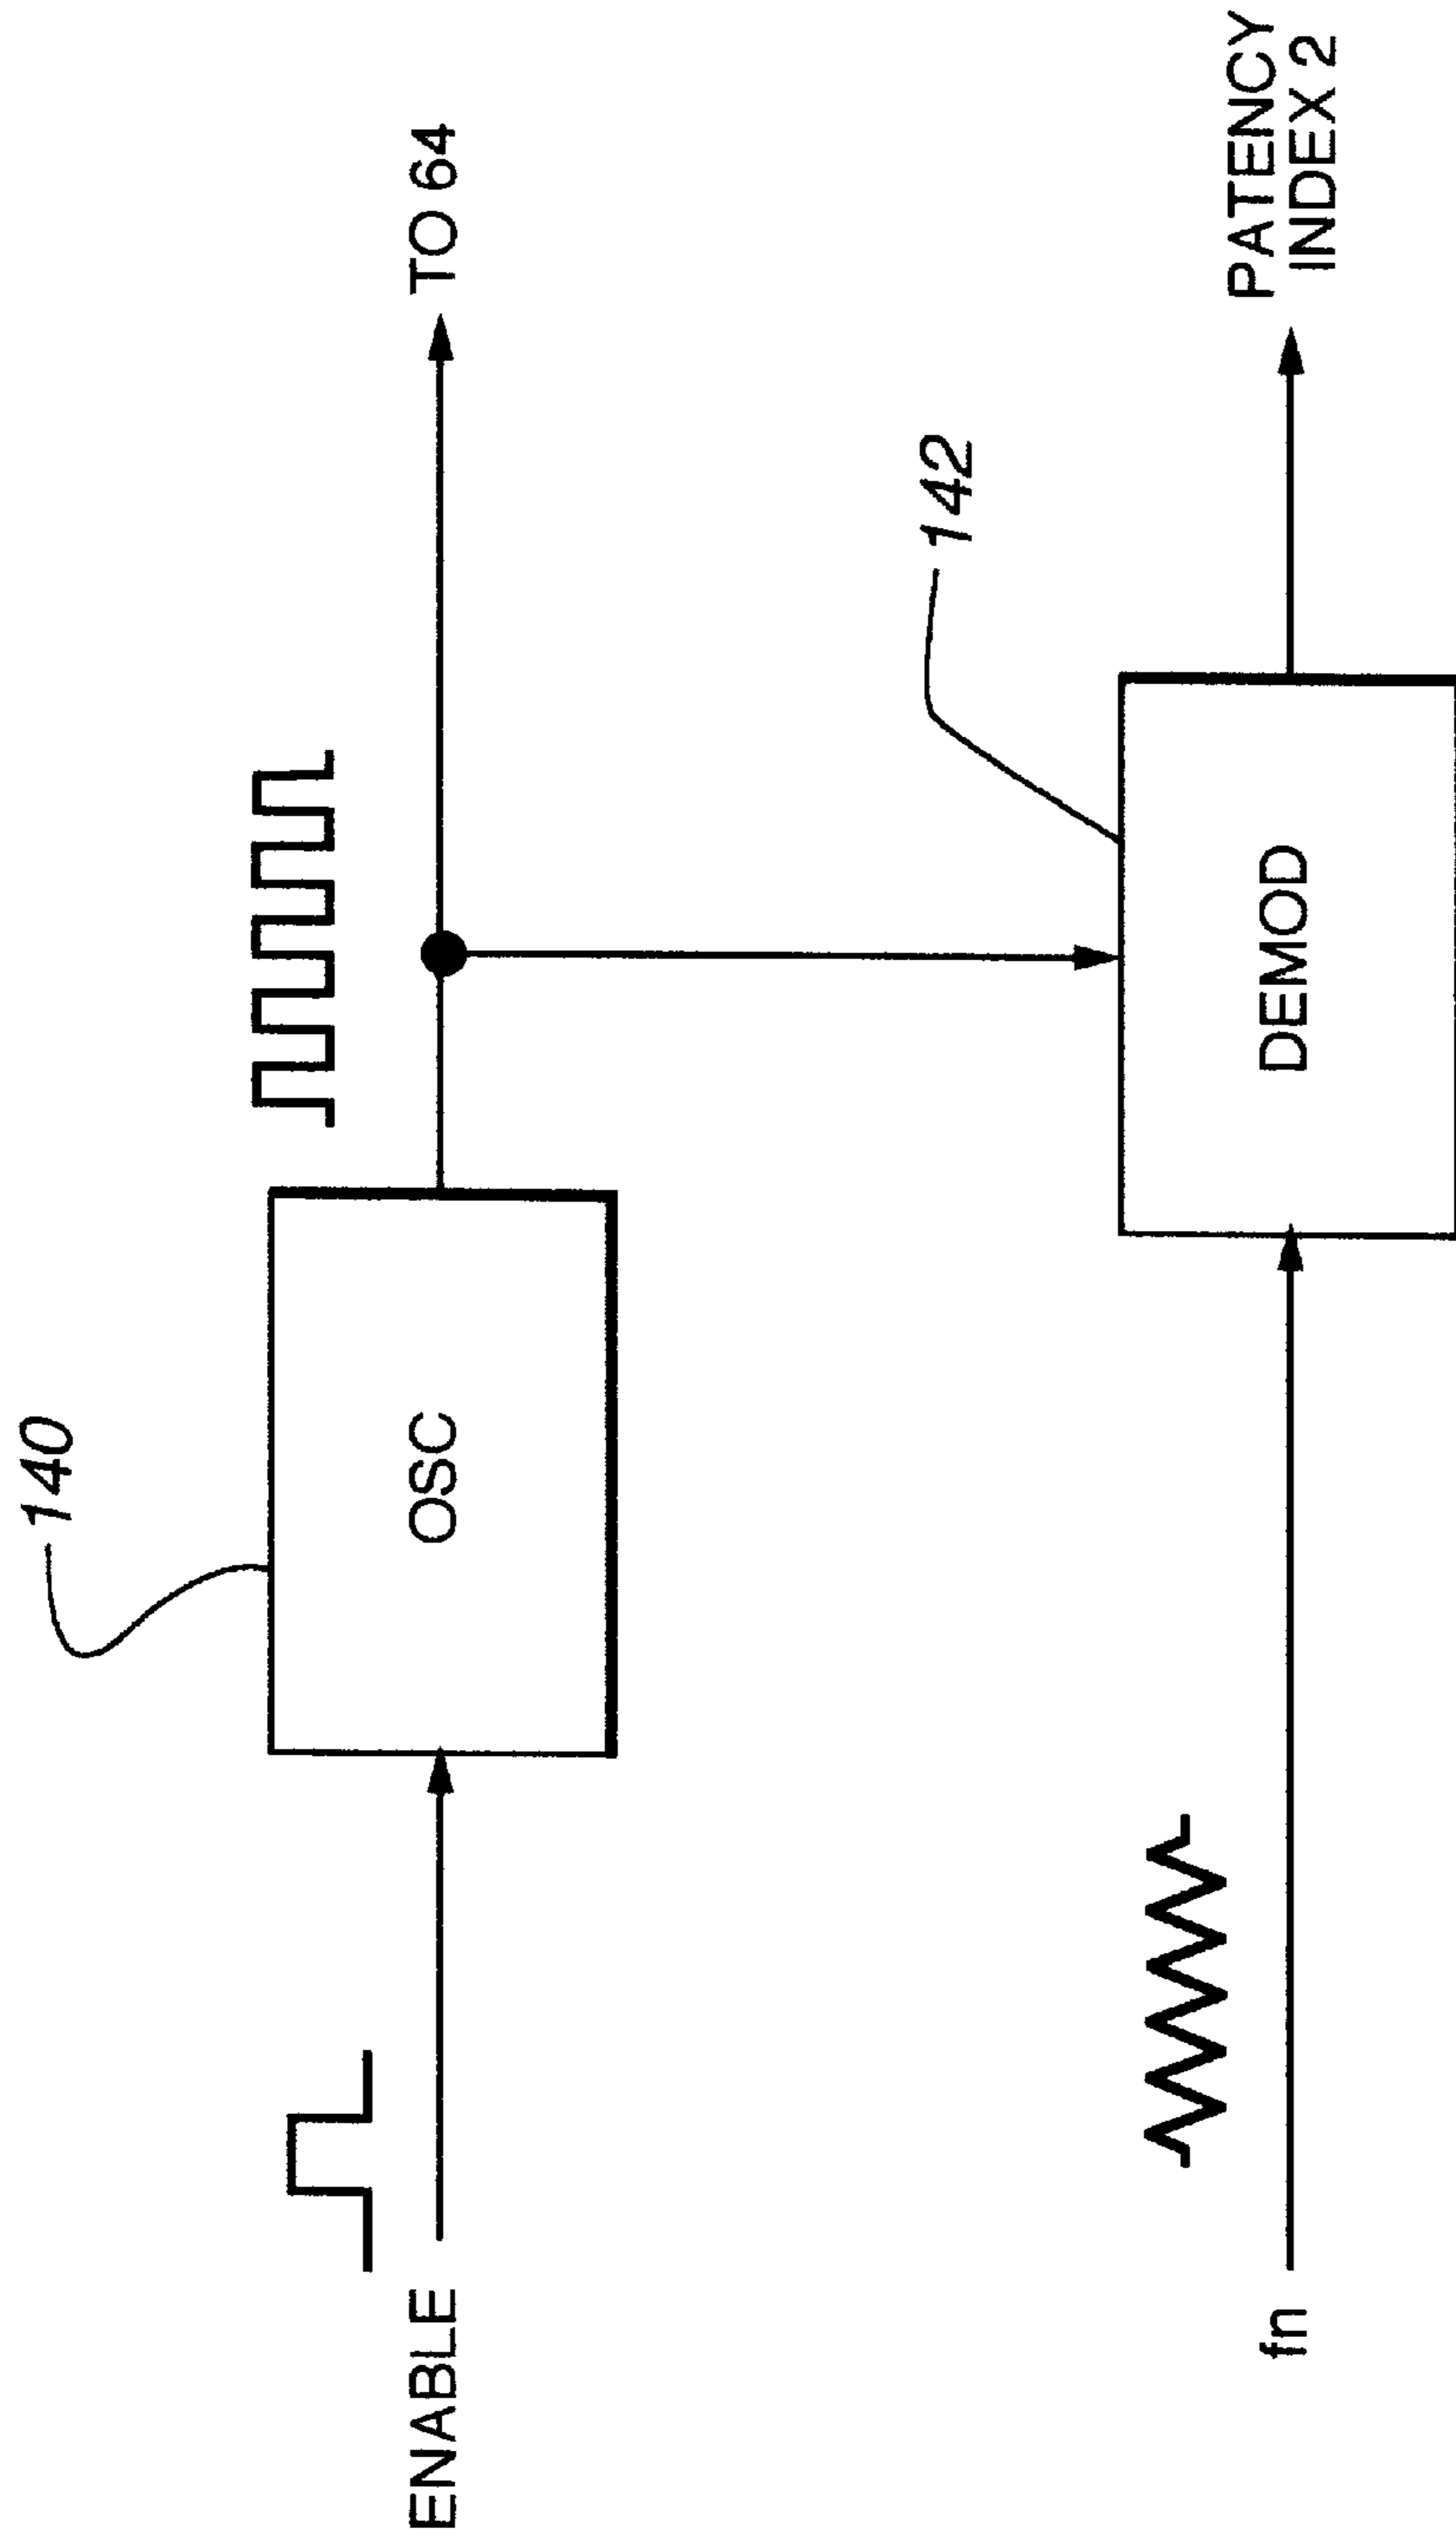 140
ENABLE
OSC
TO 64
142
fn
DEMOD
PATENCY
INDEX 2